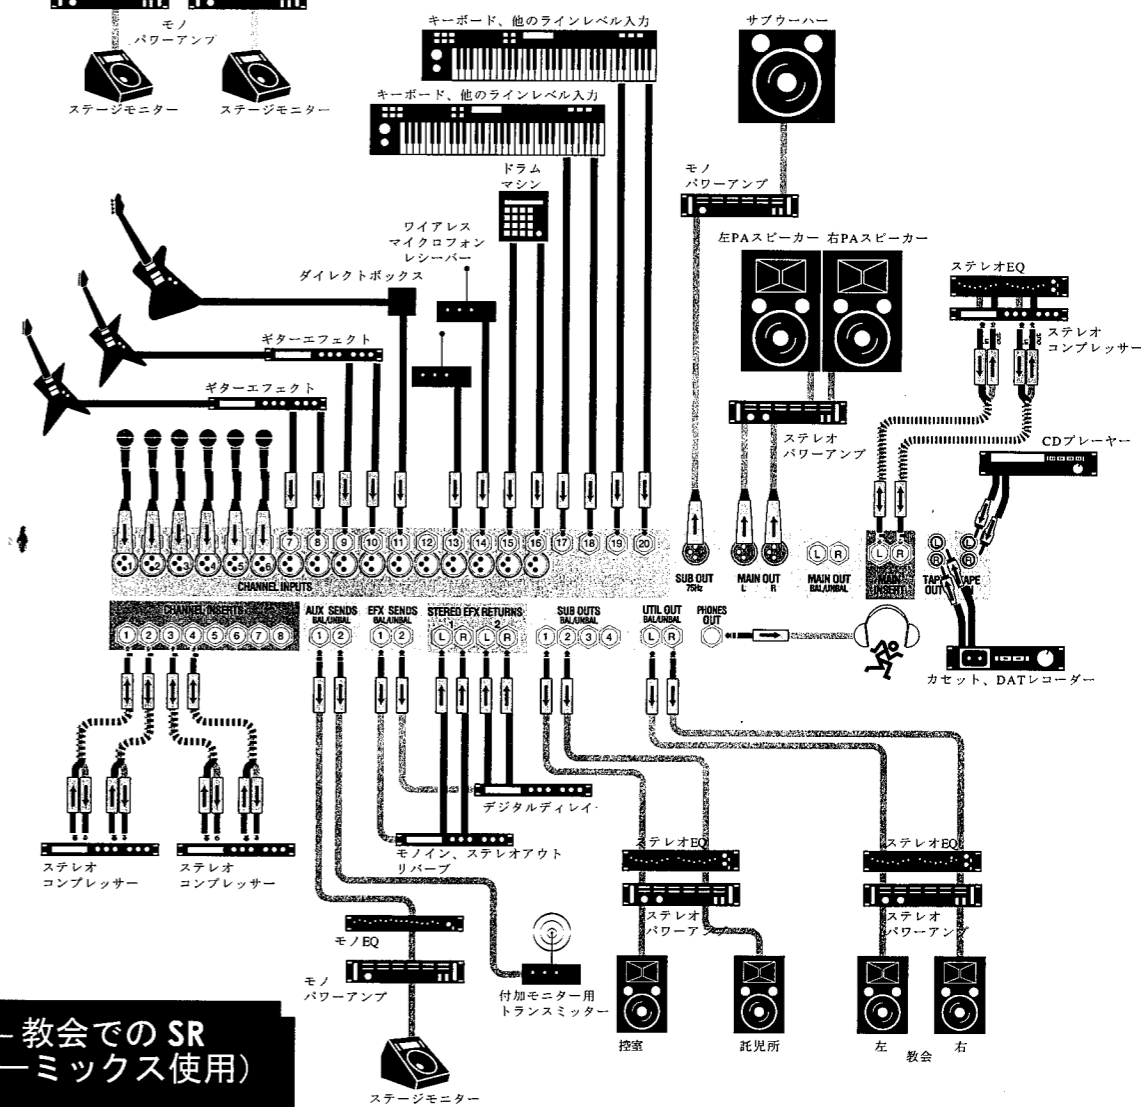 モノ
パワーアンプ
ステージモニター
ステージモニター
キーボード、他のラインレベル入力
キーボード、他のラインレベル入力
サブウーハー
ドラム
マシン
モノ
パワーアンプ
ワイアレス
マイクロフォン
レシーバー
左PAスピーカー 右PAスピーカー
ダイレクトボックス
ステレオEQ
ステレオ
コンプレッサー
ギターエフェクト
ギターエフェクト
ステレオ
パワーアンプ
CDプレーヤー
7 8 9 10 11 12 13 14 15 16 17 18 19 20
1 2 3 5 6
CHANNEL INPUTS
SUB OUT
75Hz
MAIN OUT
L R
L R
MAIN OUT
BAL/UNBAL
L R
MAIN
INSERT
L
R
TAPE
OUT
L
R
TAPE
CHANNEL INSERTS
1 2 3 4 5 6 7 8
AUX SENDS
BAL/UNBAL
1 2
EFX SENDS
BAL/UNBAL
1 2
STEREO EFX RETURNS
1 2
L R L R
SUB OUTS
BAL/UNBAL
1 2 3 4
UTIL OUT
BAL/UNBAL
L R
PHONES
OUT
カセット、DATレコーダー
デジタルディレイ
モノイン、ステレオアウト
リバーブ
ステレオ
コンプレッサー
ステレオ
コンプレッサー
ステレオEQ
ステレオ
パワーアンプ
ステレオEQ
ステレオ
パワーアンプ
モノEQ
モノ
パワーアンプ
付加モニター用
トランスミッター
控室
託児所
左 右
教会
ステージモニター
–教会での SR
ーミックス使用）